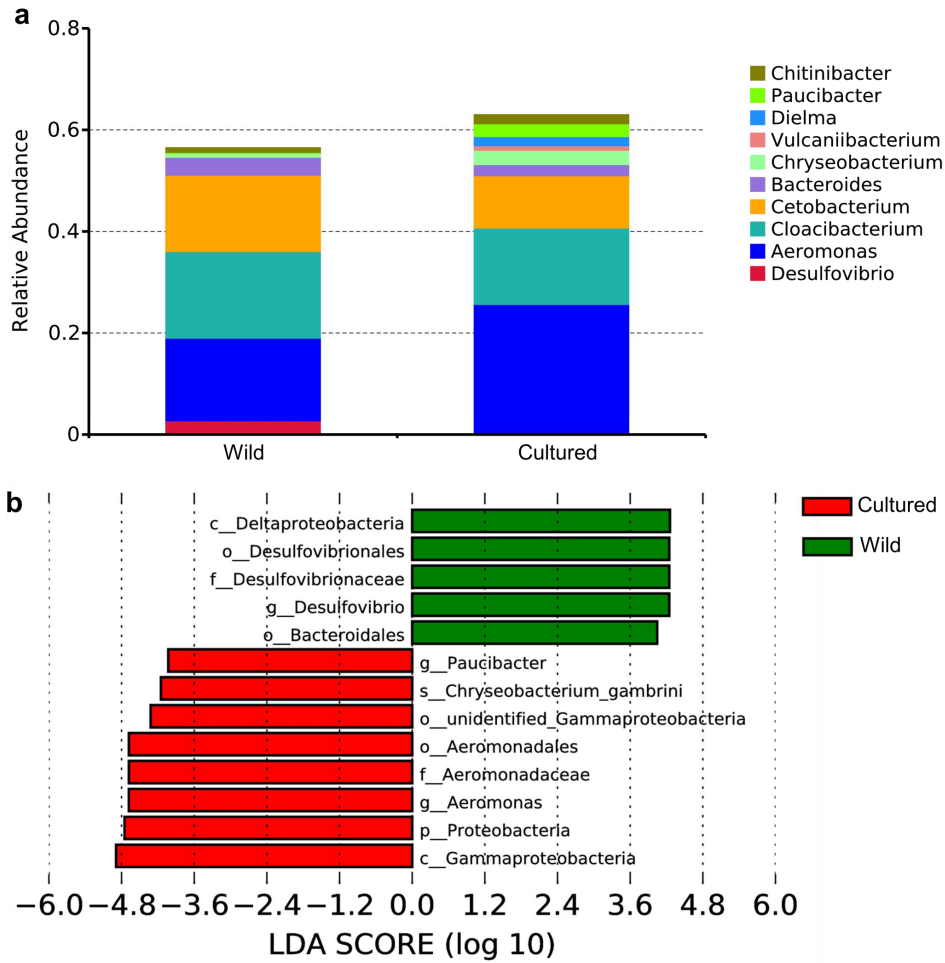 a
0.8
0.6
0.4
0.2
0
Relative Abundance
Wild
Cultured
Chitinibacter
Paucibacter
Dielma
Vulcaniibacterium
Chryseobacterium
Bacteroides
Cetobacterium
Cloacibacterium
Aeromonas
Desulfovibrio
b
Cultured
Wild
c__Deltaproteobacteria
o__Desulfovibrionales
f__Desulfovibrionaceae
g__Desulfovibrio
o__Bacteroidales
g__Paucibacter
s__Chryseobacterium_gambrini
o__unidentified_Gammaproteobacteria
o__Aeromonadales
f__Aeromonadaceae
g__Aeromonas
p__Proteobacteria
c__Gammaproteobacteria
−6.0 −4.8 −3.6 −2.4 −1.2 0.0 1.2 2.4 3.6 4.8 6.0
LDA SCORE (log 10)